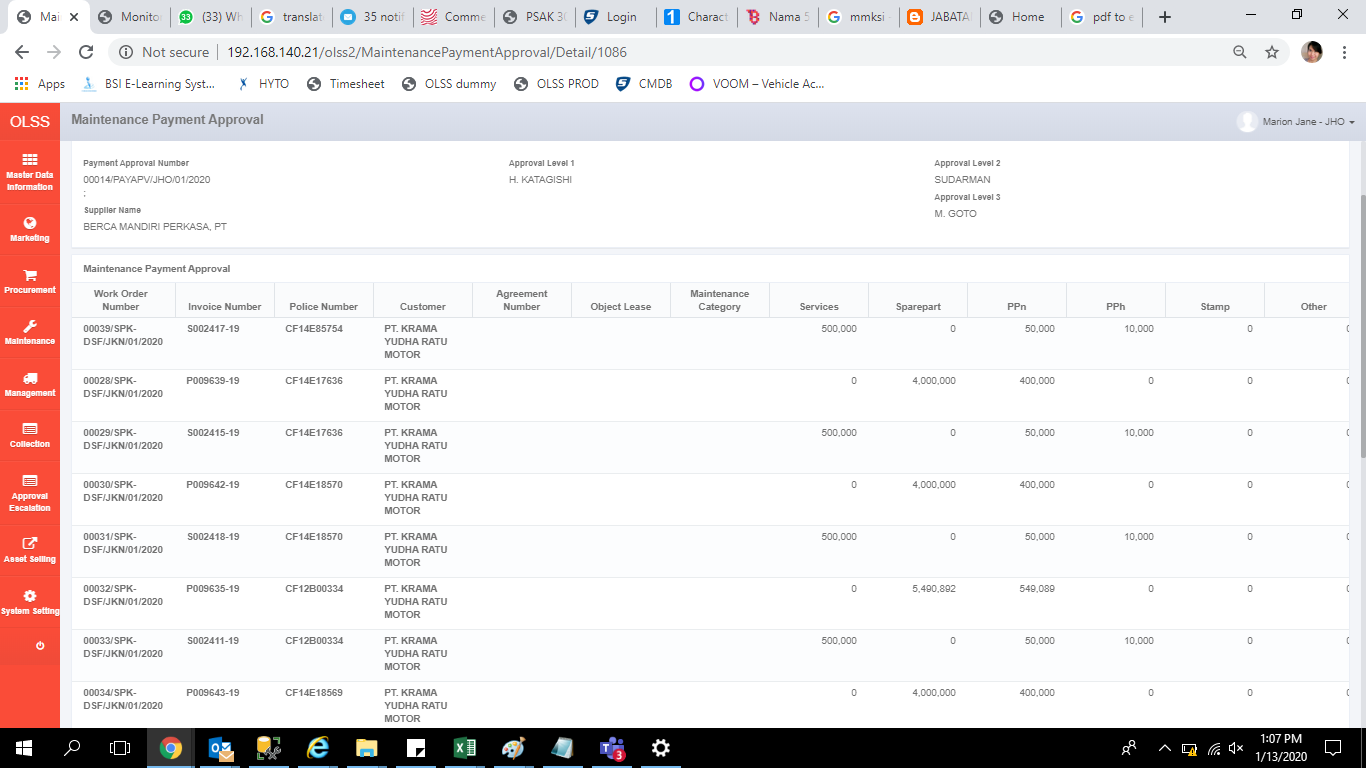 Mai
Monitor
(33) Wh
translat
35 notif
Comme
PSAK 30
Login
Charact
Nama 5
mmksi -
JABATA
Home
pdf to e
Not secure
192.168.140.21/olss2/MaintenancePaymentApproval/Detail/1086
Apps
BSI E-Learning Syst...
HYTO
Timesheet
OLSS dummy
OLSS PROD
CMDB
VOOM – Vehicle Ac...
OLSS
Maintenance Payment Approval
Marion Jane - JHO
Master Data
Information
Marketing
Procurement
Maintenance
Management
Collection
Approval
Escalation
Asset Selling
System Setting
Payment Approval Number
00014/PAYAPV/JHO/01/2020
:
Supplier Name
BERCA MANDIRI PERKASA, PT
Approval Level 1
H. KATAGISHI
Approval Level 2
SUDARMAN
Approval Level 3
M. GOTO
Maintenance Payment Approval
Work Order
Number
Invoice Number
Police Number
Customer
Agreement
Number
Object Lease
Maintenance
Category
Services
Sparepart
PPn
PPh
Stamp
Other
00039/SPK- S002417-19 CF14E85754 PT. KRAMA 500,000 0 50,000 10,000 0
DSF/JKN/01/2020 YUDHA RATU
MOTOR
00028/SPK- P009639-19 CF14E17636 PT. KRAMA 0 4,000,000 400,000 0 0
DSF/JKN/01/2020 YUDHA RATU
MOTOR
00029/SPK- S002415-19 CF14E17636 PT. KRAMA 500,000 0 50,000 10,000 0
DSF/JKN/01/2020 YUDHA RATU
MOTOR
00030/SPK- P009642-19 CF14E18570 PT. KRAMA 0 4,000,000 400,000 0 0
DSF/JKN/01/2020 YUDHA RATU
MOTOR
00031/SPK- S002418-19 CF14E18570 PT. KRAMA 500,000 0 50,000 10,000 0
DSF/JKN/01/2020 YUDHA RATU
MOTOR
00032/SPK- P009635-19 CF12B00334 PT. KRAMA 0 5,490,892 549,089 0 0
DSF/JKN/01/2020 YUDHA RATU
MOTOR
00033/SPK- S002411-19 CF12B00334 PT. KRAMA 500,000 0 50,000 10,000 0
DSF/JKN/01/2020 YUDHA RATU
MOTOR
00034/SPK- P009643-19 CF14E18569 PT. KRAMA 0 4,000,000 400,000 0 0
DSF/JKN/01/2020 YUDHA RATU
MOTOR
3
1:07 PM
1/13/2020